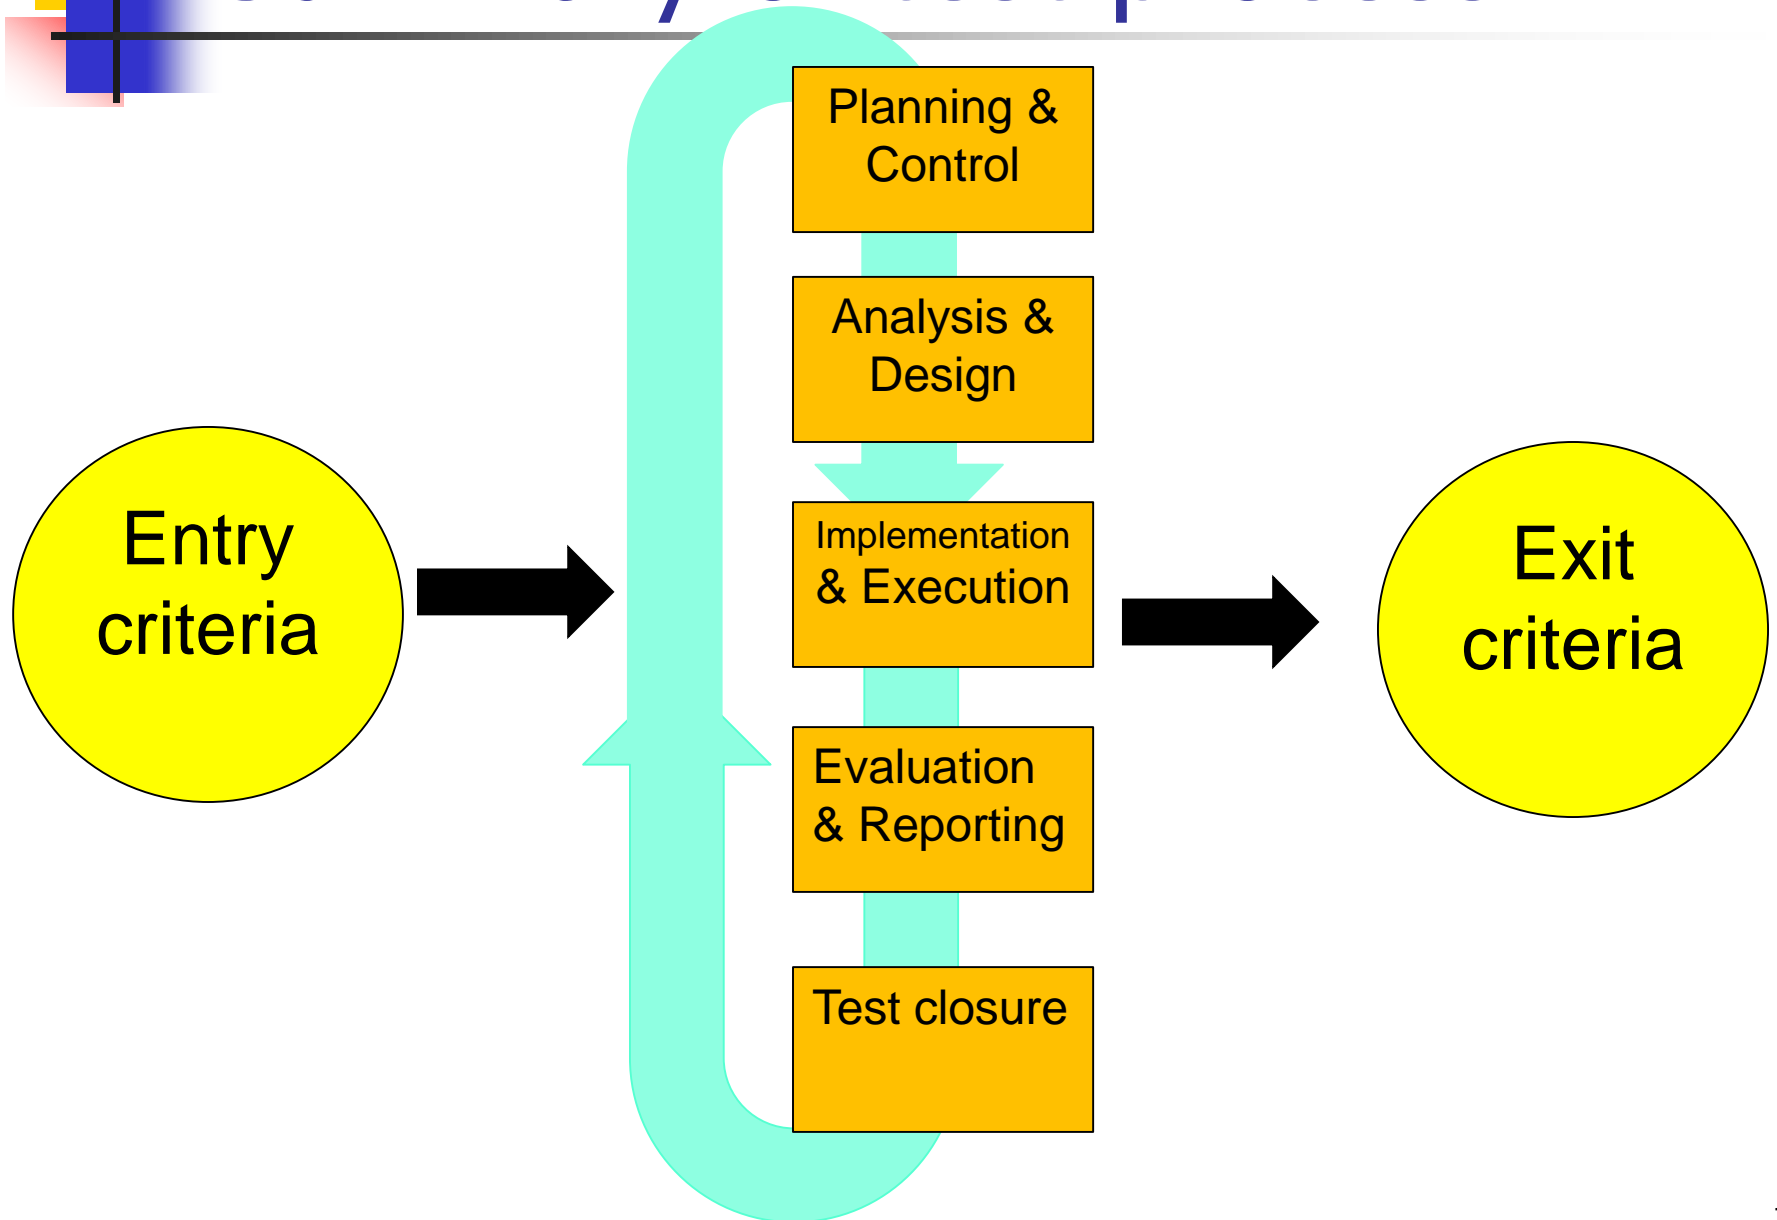 Planning &
Control
Analysis &
Design
Entry
criteria
Implementation
& Execution
Exit
criteria
Evaluation
& Reporting
Test closure